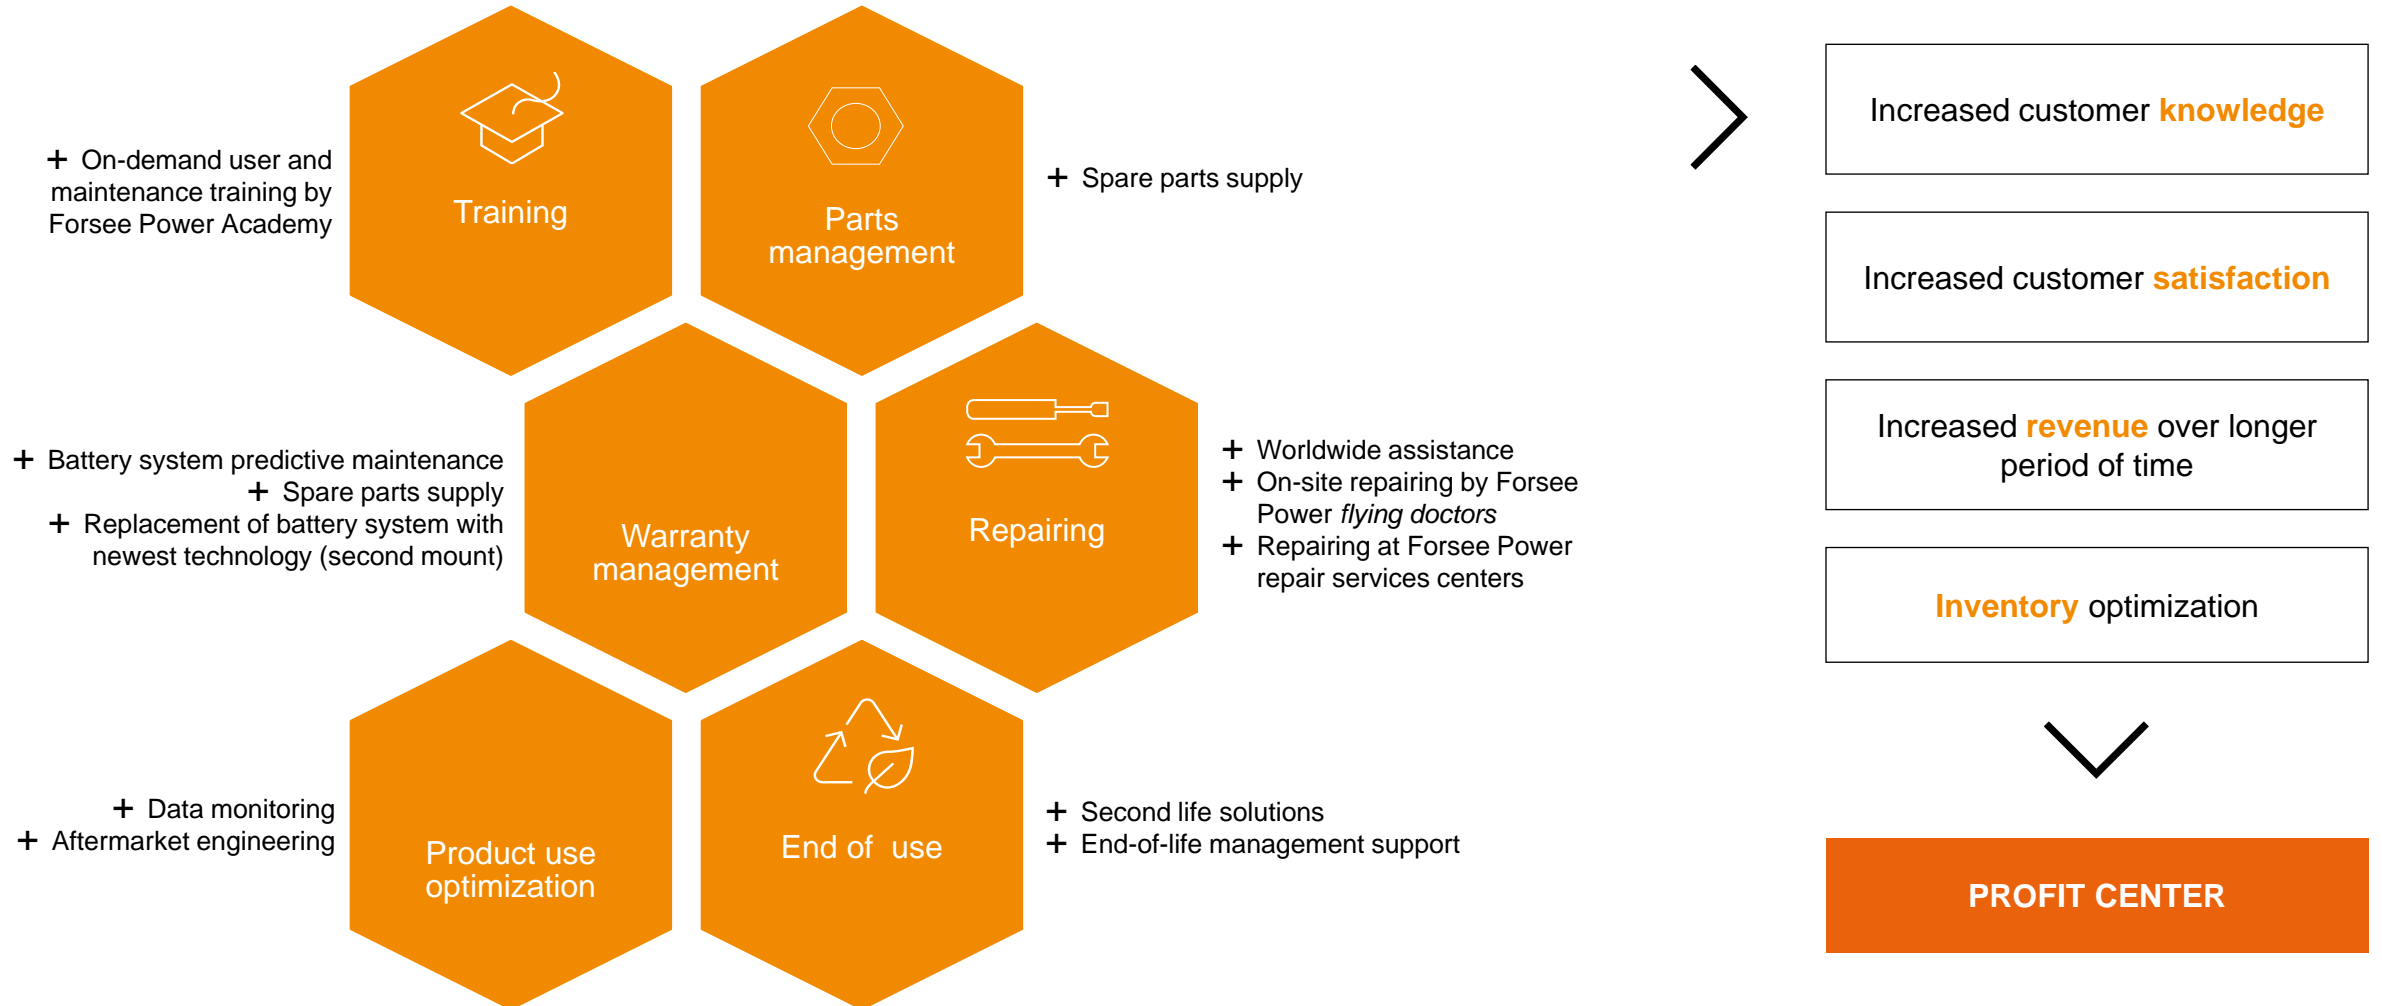 + On-demand user and
maintenance training by
Forsee Power Academy
Training
Parts
management
+ Spare parts supply
+ Battery system predictive maintenance
+ Spare parts supply
+ Replacement of battery system with
newest technology (second mount)
Warranty
management
Repairing
+ Worldwide assistance
+ On-site repairing by Forsee
Power flying doctors
+ Repairing at Forsee Power
repair services centers
+ Data monitoring
+ Aftermarket engineering
Product use
optimization
End of use
+ Second life solutions
+ End-of-life management support
Increased customer knowledge
Increased customer satisfaction
Increased revenue over longer
period of time
Inventory optimization
PROFIT CENTER